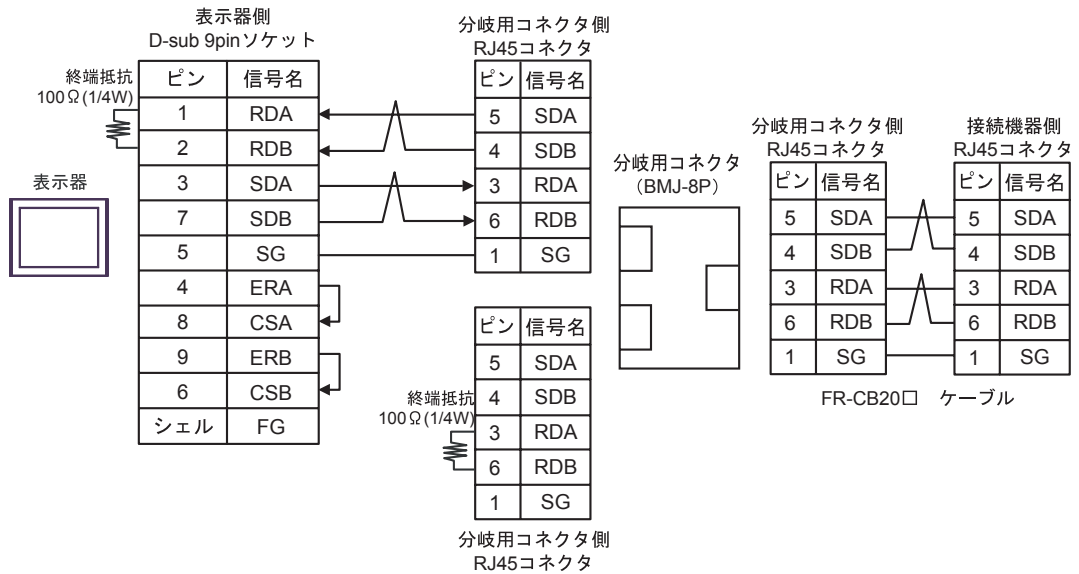 表示器側
D-sub 9pinソケット
終端抵抗
100Ω(1/4W)
ピン 信号名
1 RDA
2 RDB
3 SDA
7 SDB
5 SG
4 ERA
8 CSA
9 ERB
6 CSB
シェル FG
表示器
分岐用コネクタ側
RJ45コネクタ
ピン 信号名
5 SDA
4 SDB
3 RDA
6 RDB
1 SG
終端抵抗
100Ω(1/4W)
ピン 信号名
5 SDA
4 SDB
3 RDA
6 RDB
1 SG
分岐用コネクタ側
RJ45コネクタ
分岐用コネクタ
（BMJ-8P）
分岐用コネクタ側
RJ45コネクタ
ピン 信号名
5 SDA
4 SDB
3 RDA
6 RDB
1 SG
接続機器側
RJ45コネクタ
ピン 信号名
5 SDA
4 SDB
3 RDA
6 RDB
1 SG
FR-CB20□ ケーブル